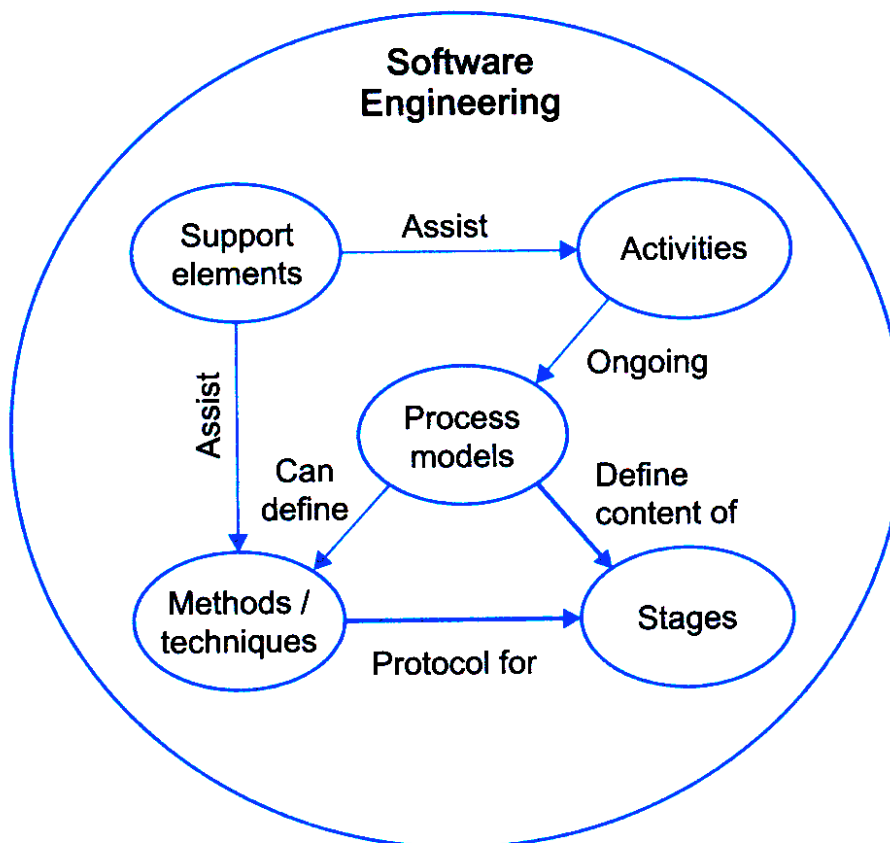 Software
Engineering
Support
elements
Assist
Activities
Ongoing
Assist
Process
models
Can
define
Define
content of
Methods /
techniques
Protocol for
Stages